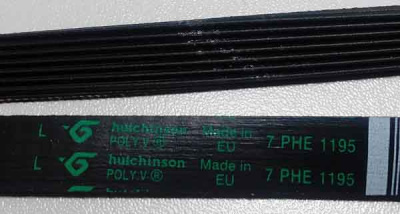 L hutchinson Made in 7 PHE 1195
POLY.V ® EU
L hutchinson Made in 7 PHE 1195
POLY.V ® EU